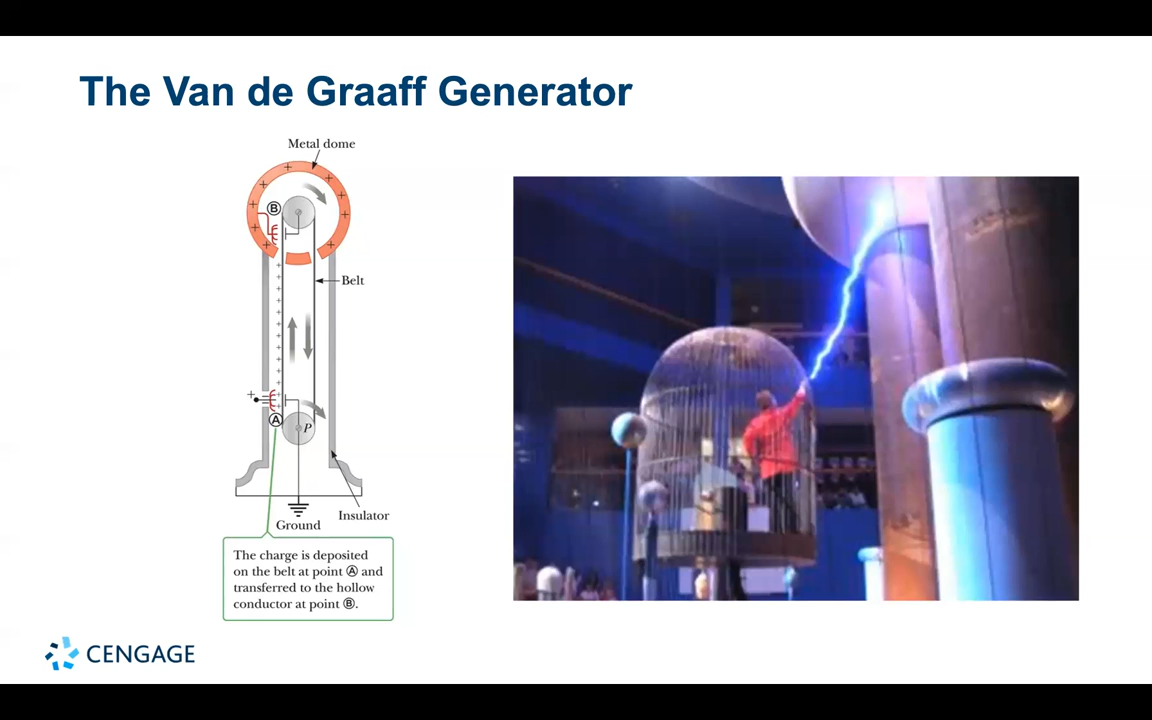 The Van de Graaff Generator
Metal dome
+ + + + + + + + +
Ⓑ
Belt
+
Ⓐ
P
Insulator
Ground
The charge is deposited
on the belt at point Ⓐ and
transferred to the hollow
conductor at point Ⓑ.
CENGAGE